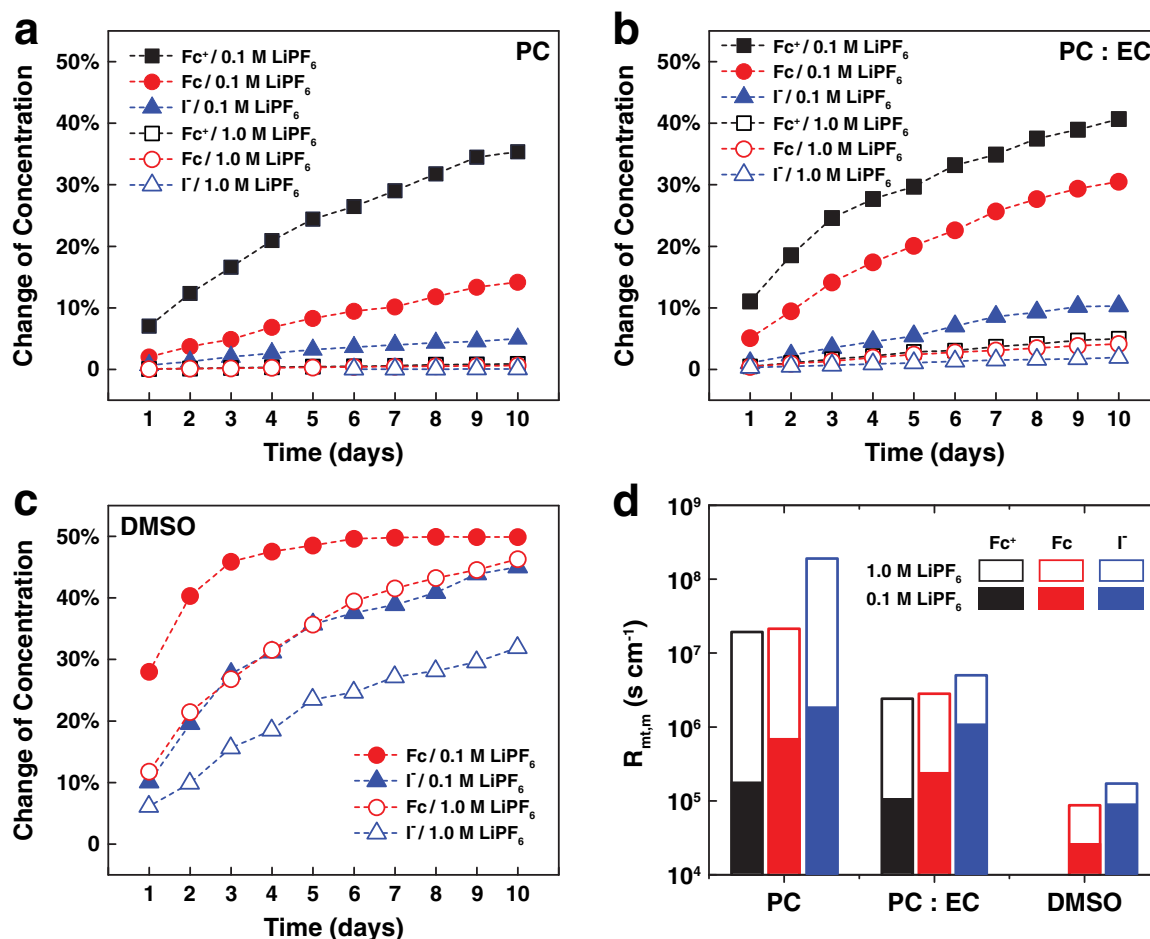 a
PC
Fc⁺/ 0.1 M LiPF₆
Fc/ 0.1 M LiPF₆
I⁻/ 0.1 M LiPF₆
Fc⁺/ 1.0 M LiPF₆
Fc/ 1.0 M LiPF₆
I⁻/ 1.0 M LiPF₆
Change of Concentration
50%
40%
30%
20%
10%
0
1 2 3 4 5 6 7 8 9 10
Time (days)
b
PC : EC
Fc⁺/ 0.1 M LiPF₆
Fc/ 0.1 M LiPF₆
I⁻/ 0.1 M LiPF₆
Fc⁺/ 1.0 M LiPF₆
Fc/ 1.0 M LiPF₆
I⁻/ 1.0 M LiPF₆
Change of Concentration
50%
40%
30%
20%
10%
0
1 2 3 4 5 6 7 8 9 10
Time (days)
c
DMSO
Change of Concentration
50%
40%
30%
20%
10%
0
Fc/ 0.1 M LiPF₆
I⁻/ 0.1 M LiPF₆
Fc/ 1.0 M LiPF₆
I⁻/ 1.0 M LiPF₆
1 2 3 4 5 6 7 8 9 10
Time (days)
d
Fc⁺ Fc I⁻
1.0 M LiPF₆
0.1 M LiPF₆
Rₘₜ,ₘ (s cm⁻¹)
10⁹
10⁸
10⁷
10⁶
10⁵
10⁴
PC PC : EC DMSO